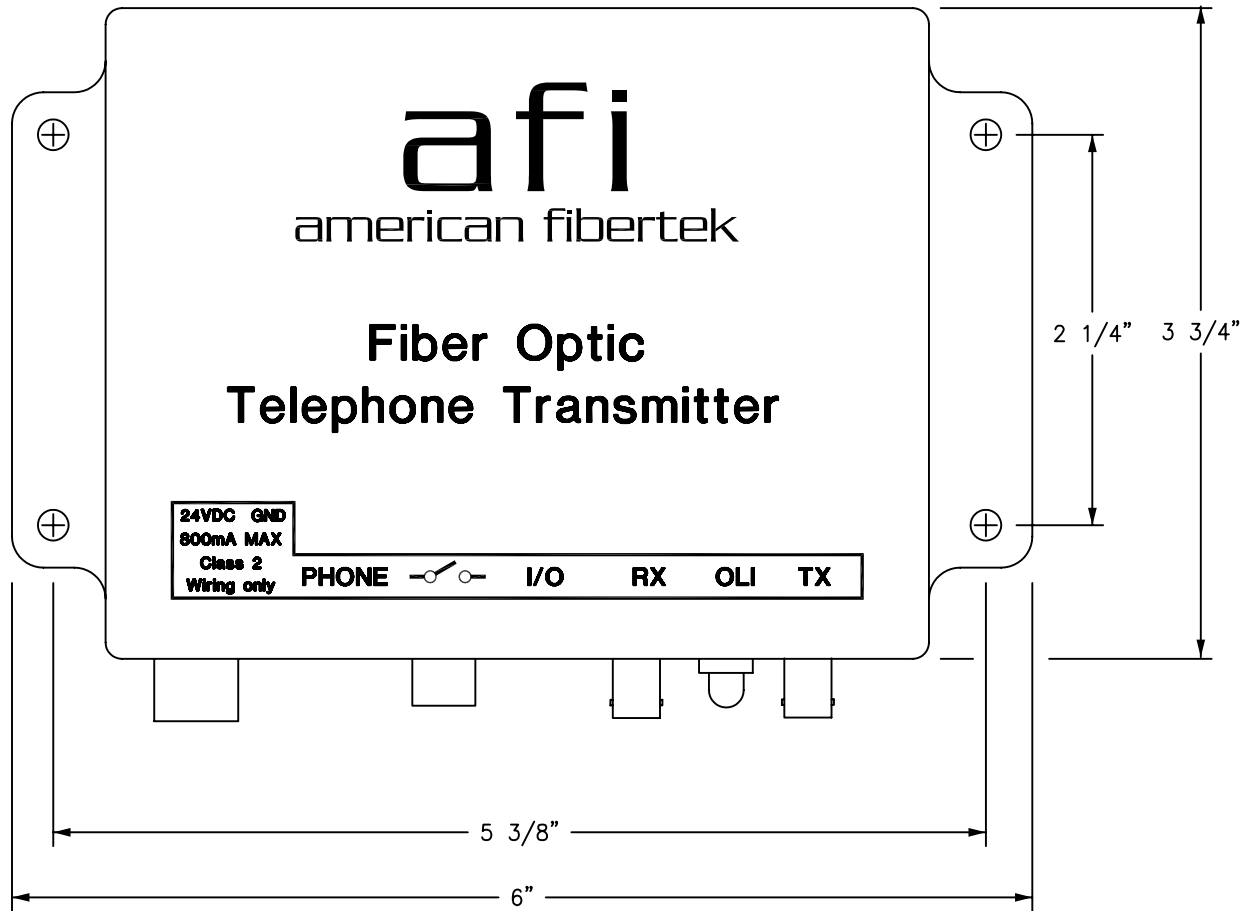 afi
american fibertek
Fiber Optic
Telephone Transmitter
2 1/4” 3 3/4”
24VDC GND
800mA MAX
Class 2
Wiring only
PHONE I/O RX OLI TX
5 3/8”
6”